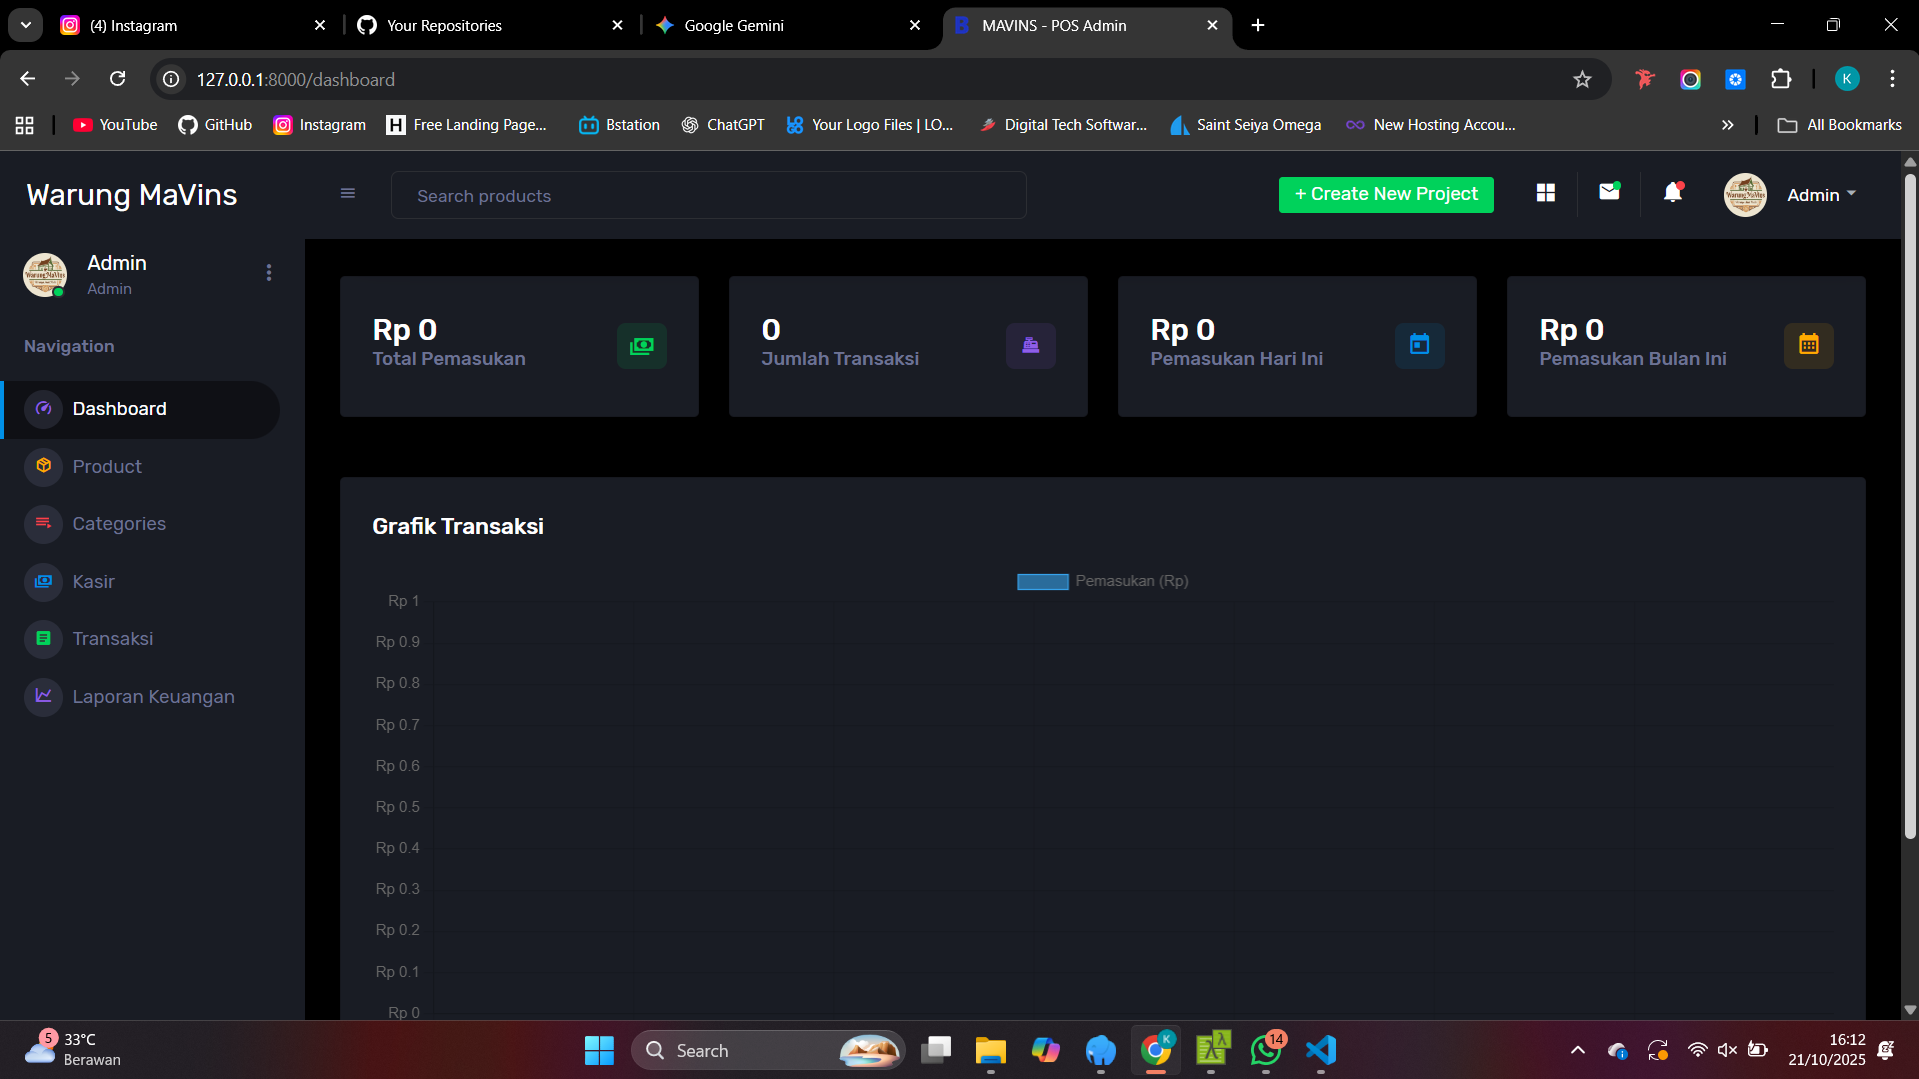 (4) Instagram
Your Repositories
Google Gemini
MAVINS - POS Admin
127.0.0.1:8000/dashboard
K
YouTube
GitHub
Instagram
Free Landing Page...
Bstation
ChatGPT
Your Logo Files | LO...
Digital Tech Softwar...
Saint Seiya Omega
New Hosting Accou...
All Bookmarks
Warung MaVins
Search products
+ Create New Project
Admin
Admin
Admin
Navigation
Dashboard
Product
Categories
Kasir
Transaksi
Laporan Keuangan
Rp 0
Total Pemasukan
0
Jumlah Transaksi
Rp 0
Pemasukan Hari Ini
Rp 0
Pemasukan Bulan Ini
Grafik Transaksi
Pemasukan (Rp)
Rp 1
Rp 0.9
Rp 0.8
Rp 0.7
Rp 0.6
Rp 0.5
Rp 0.4
Rp 0.3
Rp 0.2
Rp 0.1
Rp 0
5
33°C
Berawan
Search
K
14
16:12
21/10/2025